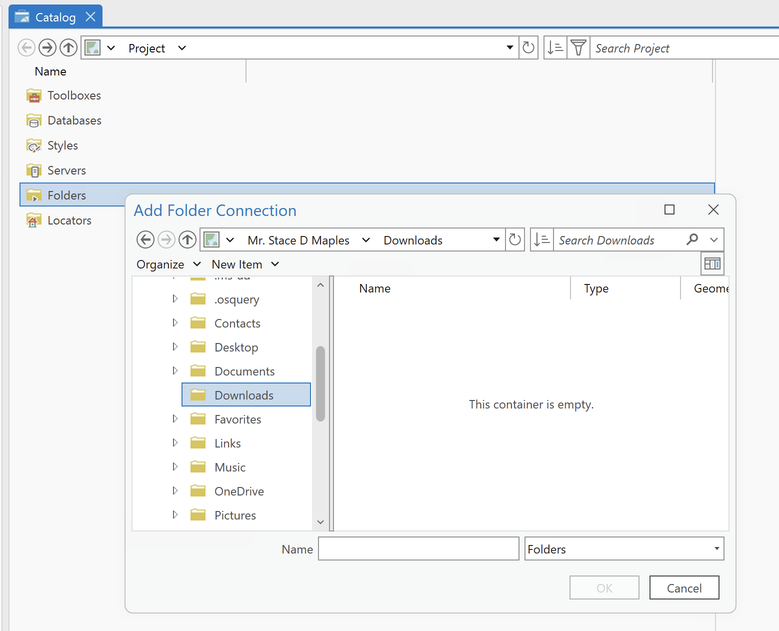 Catalog
Project
Search Project
Name
Toolboxes
Databases
Styles
Servers
Folders
Locators
Add Folder Connection
Mr. Stace D Maples Downloads
Search Downloads
Organize New Item
Name Type Geome
.osquery
Contacts
Desktop
Documents
Downloads
This container is empty.
Favorites
Links
Music
OneDrive
Pictures
Name
Folders
OK Cancel